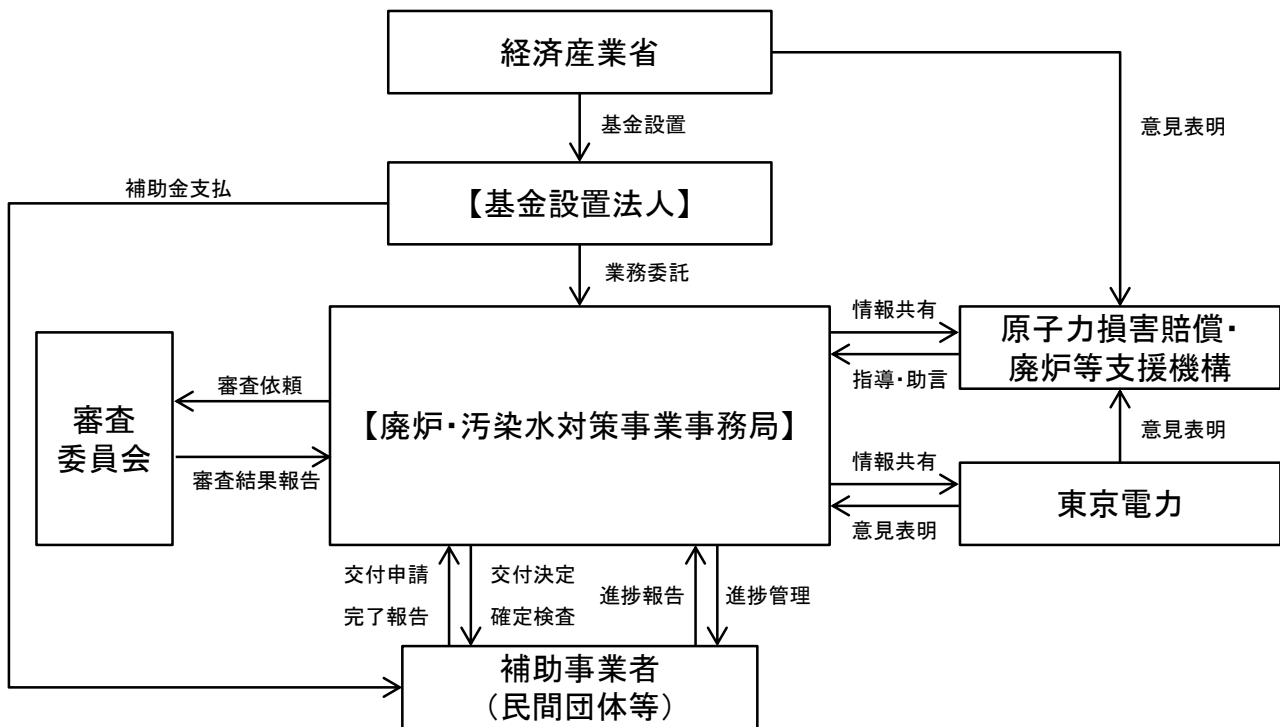 経済産業省
基金設置
意見表明
補助金支払
【基金設置法人】
業務委託
情報共有
原子力損害賠償・
廃炉等支援機構
指導・助言
審査依頼
審査
委員会
【廃炉・汚染水対策事業事務局】
意見表明
審査結果報告
情報共有
東京電力
意見表明
交付申請
完了報告
交付決定
確定検査
進捗報告
進捗管理
補助事業者
（民間団体等）